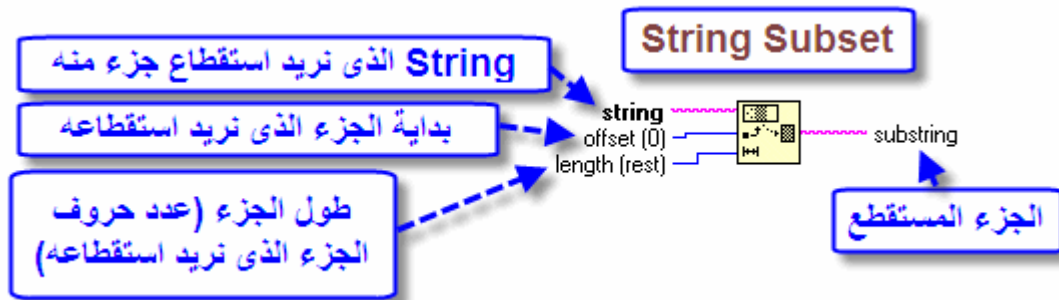 String Subset
String الذى نريد استقطاع جزء منه
بداية الجزء الذى نريد استقطاعه
طول الجزء (عدد حروف
الجزء الذى نريد استقطاعه)
string
offset (0)
length (rest)
substring
الجزء المستقطع